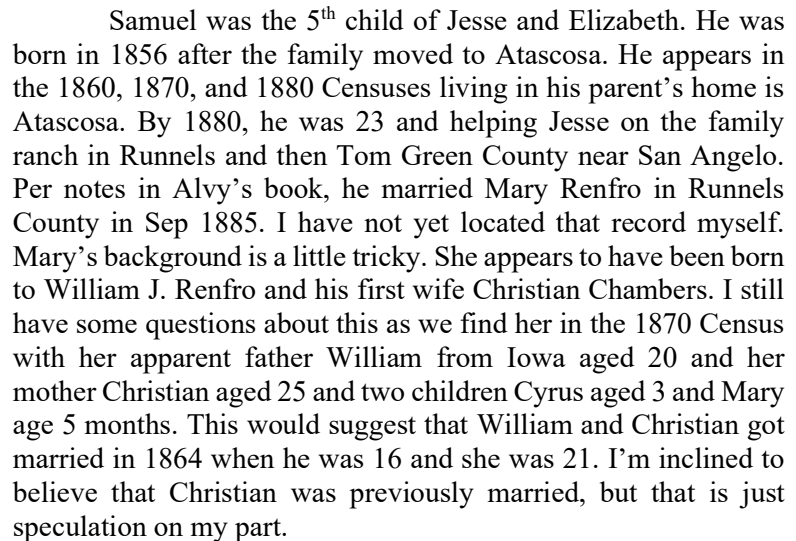 Samuel was the 5th child of Jesse and Elizabeth. He was
born in 1856 after the family moved to Atascosa. He appears in
the 1860, 1870, and 1880 Censuses living in his parent’s home is
Atascosa. By 1880, he was 23 and helping Jesse on the family
ranch in Runnels and then Tom Green County near San Angelo.
Per notes in Alvy’s book, he married Mary Renfro in Runnels
County in Sep 1885. I have not yet located that record myself.
Mary’s background is a little tricky. She appears to have been born
to William J. Renfro and his first wife Christian Chambers. I still
have some questions about this as we find her in the 1870 Census
with her apparent father William from Iowa aged 20 and her
mother Christian aged 25 and two children Cyrus aged 3 and Mary
age 5 months. This would suggest that William and Christian got
married in 1864 when he was 16 and she was 21. I’m inclined to
believe that Christian was previously married, but that is just
speculation on my part.